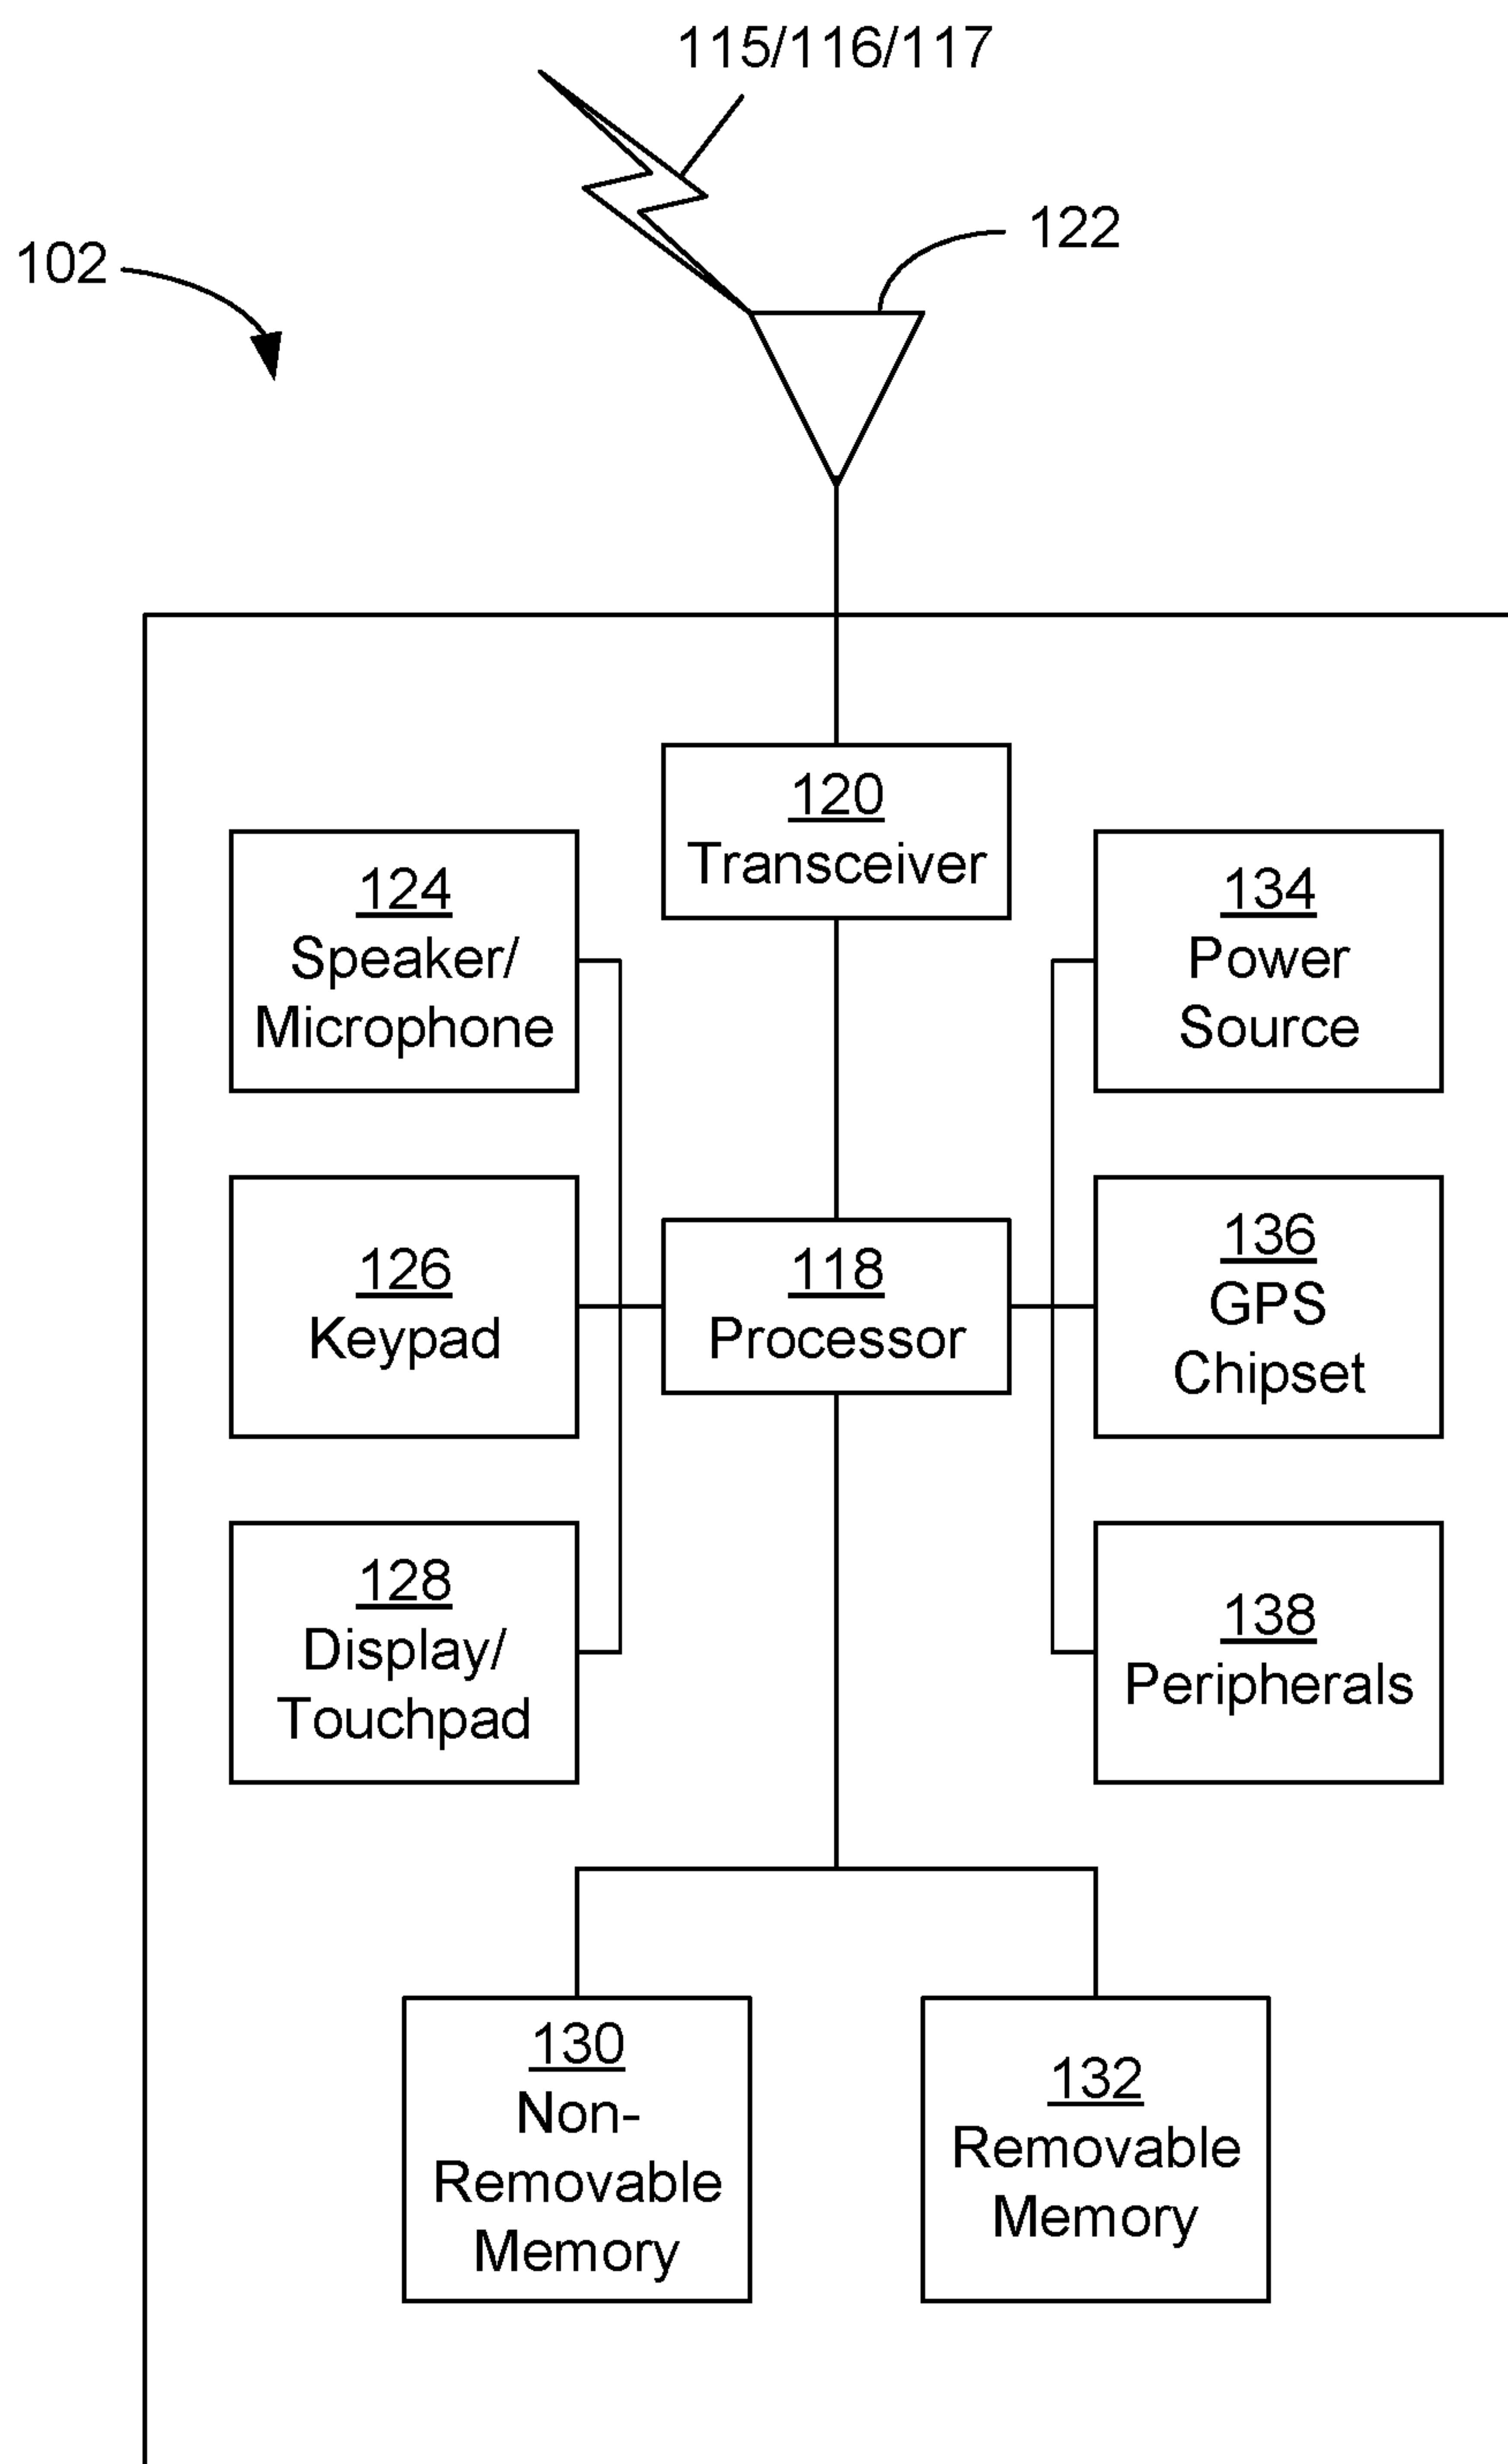 115/116/117
122
102
120
Transceiver
124
Speaker/
Microphone
134
Power
Source
126
Keypad
118
Processor
136
GPS
Chipset
128
Display/
Touchpad
138
Peripherals
130
Non-
Removable
Memory
132
Removable
Memory